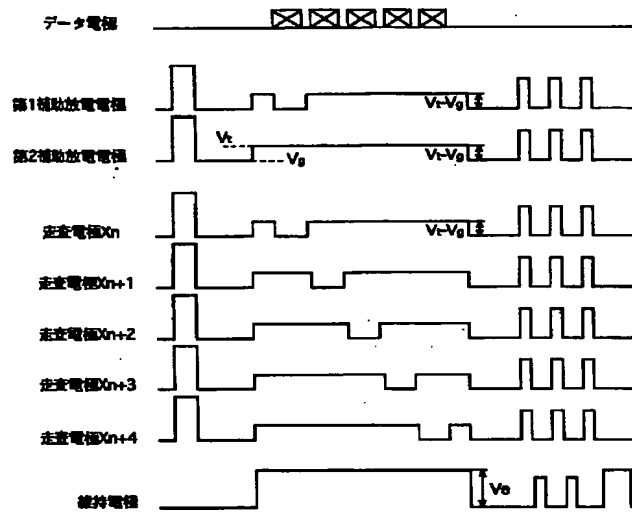 データ電極
第1補助放電電極
Vt-Vg
第2補助放電電極
Vt
Vg
Vt-Vg
走査電極Xn
Vt-Vg
走査電極Xn+1
走査電極Xn+2
走査電極Xn+3
走査電極Xn+4
維持電極
Ve